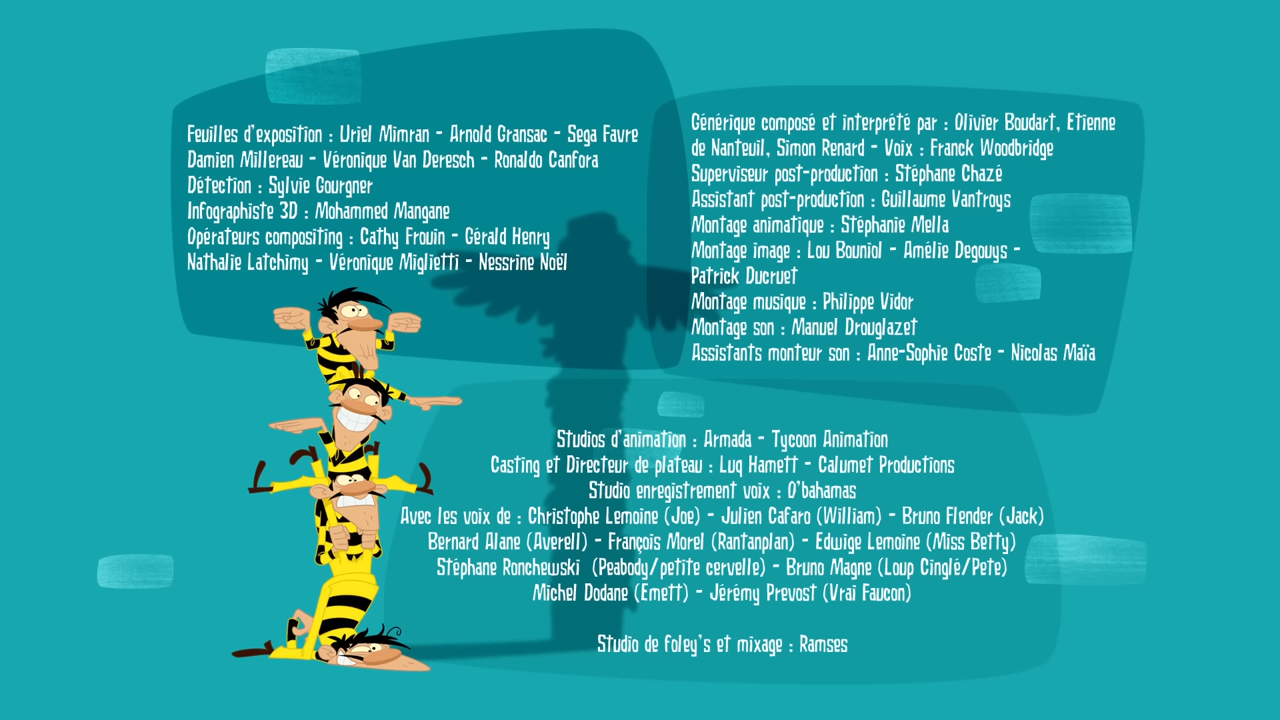 Feuilles d'exposition : Uriel Mimran - Arnold Gransac - Sega Favre
Damien Millereau - Véronique Van Deresch - Ronaldo Canfora
Détection : Sylvie Gourgner
Infographiste 3D : Mohammed Mangane
Opérateurs compositing : Cathy Frouin - Gérald Henry
Nathalie Latchimy - Véronique Miglietti - Nessrine Noël
Générique composé et interprété par : Olivier Boudart, Etienne
de Nanteuil, Simon Renard - Voix : Franck Woodbridge
Superviseur post-production : Stéphane Chazé
Assistant post-production : Guillaume Vantroys
Montage animatique : Stéphanie Mella
Montage image : Lou Bouniol - Amélie Degouys -
Patrick Ducruet
Montage musique : Philippe Vidor
Montage son : Manuel Drouglazet
Assistants monteur son : Anne-Sophie Coste - Nicolas Maïa
Studios d'animation : Armada - Tycoon Animation
Casting et Directeur de plateau : Luq Hamett - Calumet Productions
Studio enregistrement voix : O'bahamas
Avec les voix de : Christophe Lemoine (Joe) - Julien Cafaro (William) - Bruno Flender (Jack)
Bernard Alane (Averell) - François Morel (Rantanplan) - Edwige Lemoine (Miss Betty)
Stéphane Ronchewski (Peabody/petite cervelle) - Bruno Magne (Loup Cinglé/Pete)
Michel Dodane (Emett) - Jérémy Prevost (Vrai Faucon)
Studio de foley's et mixage : Ramses